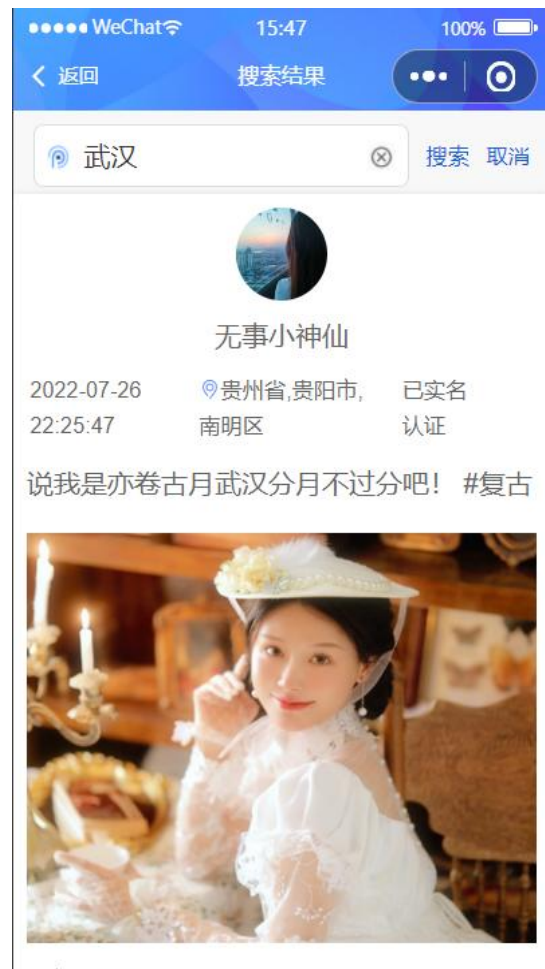 WeChat 15:47 100%
返回 搜索结果
武汉 搜索 取消
无事小神仙
2022-07-26 贵州省,贵阳市, 已实名
22:25:47 南明区 认证
说我是亦卷古月武汉分月不过分吧！ #复古